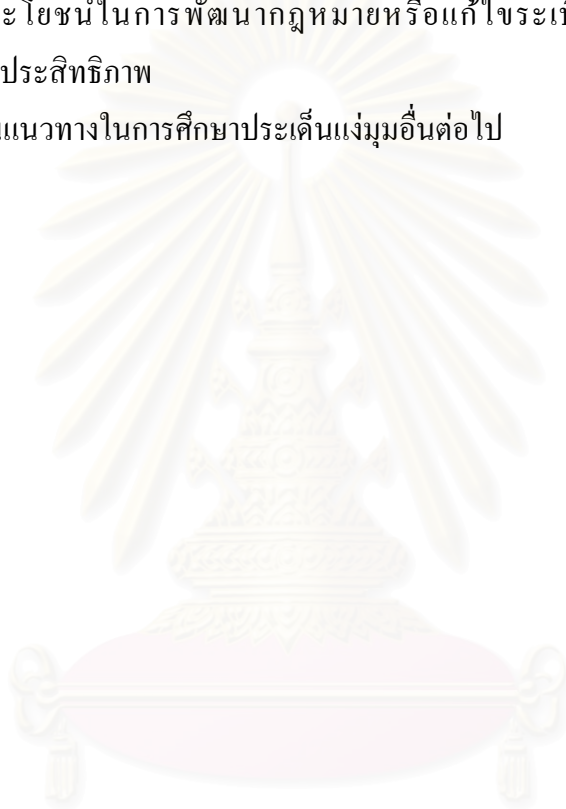 ะโยชน์ในการพัฒนากฎหมายหรือแก้ไขระเบี
ประสิทธิภาพ
แนวทางในการศึกษาประเด็นแง่มุมอื่นต่อไป